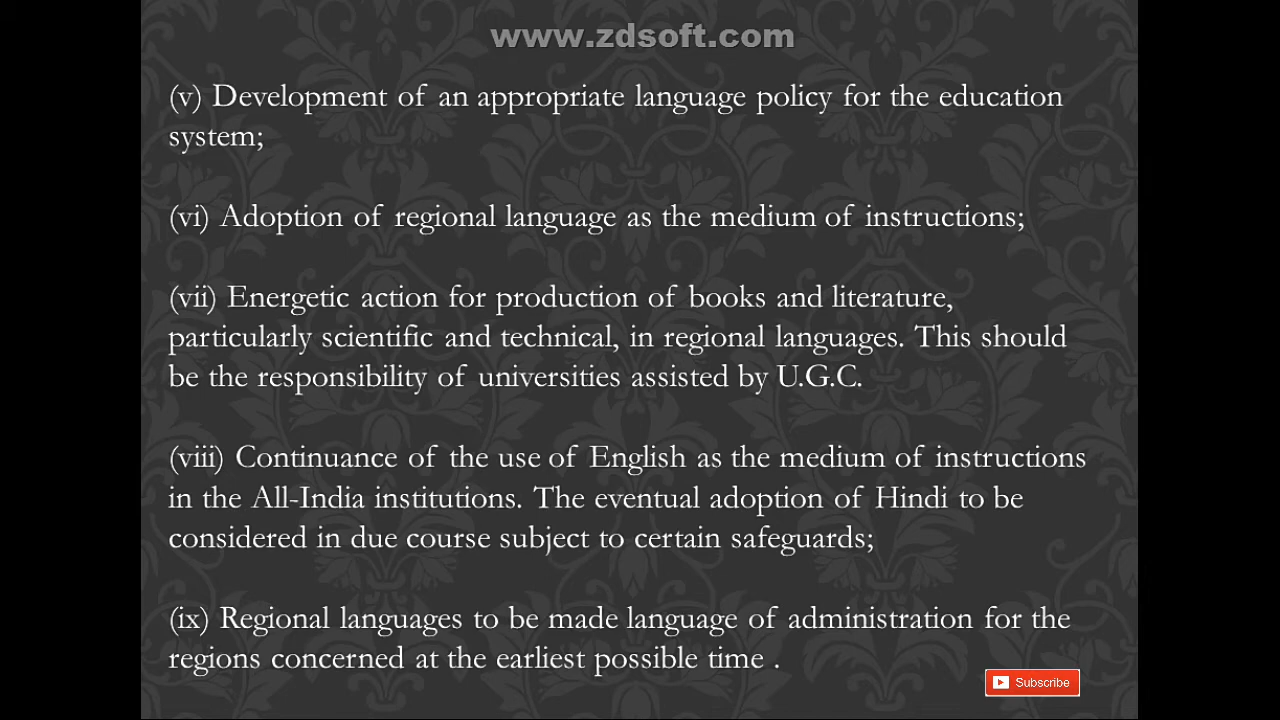 www.zdsoft.com
(v) Development of an appropriate language policy for the education
system;
(vi) Adoption of regional language as the medium of instructions;
(vii) Energetic action for production of books and literature,
particularly scientific and technical, in regional languages. This should
be the responsibility of universities assisted by U.G.C.
(viii) Continuance of the use of English as the medium of instructions
in the All-India institutions. The eventual adoption of Hindi to be
considered in due course subject to certain safeguards;
(ix) Regional languages to be made language of administration for the
regions concerned at the earliest possible time .
Subscribe